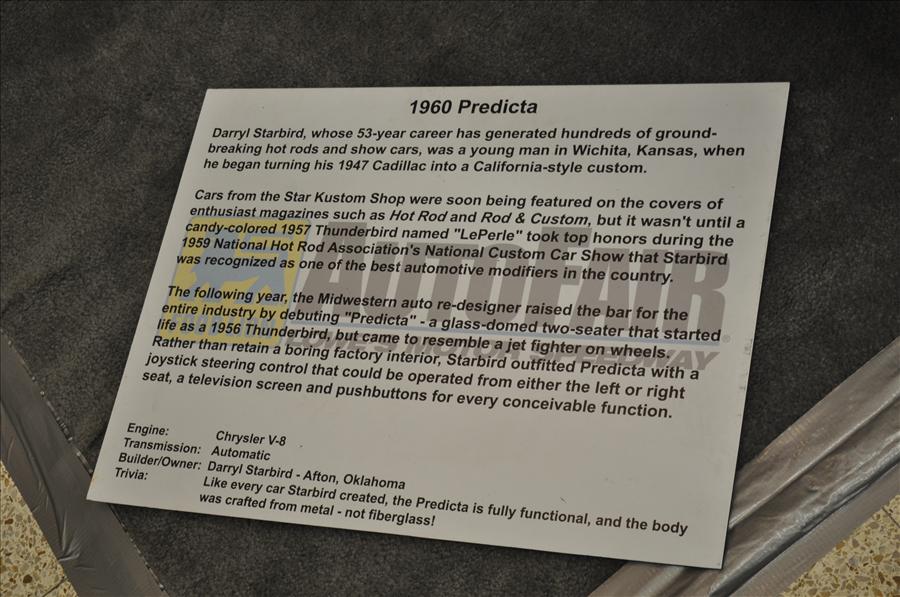 1960 Predicta
Darryl Starbird, whose 53-year career has generated hundreds of ground-
breaking hot rods and show cars, was a young man in Wichita, Kansas, when
he began turning his 1947 Cadillac into a California-style custom.
Cars from the Star Kustom Shop were soon being featured on the covers of
enthusiast magazines such as Hot Rod and Rod & Custom, but it wasn't until a
candy-colored 1957 Thunderbird named "LePerle" took top honors during the
1959 National Hot Rod Association's National Custom Car Show that Starbird
was recognized as one of the best automotive modifiers in the country.
The following year, the Midwestern auto re-designer raised the bar for the
entire industry by debuting "Predicta" - a glass-domed two-seater that started
life as a 1956 Thunderbird, but came to resemble a jet fighter on wheels.
Rather than retain a boring factory interior, Starbird outfitted Predicta with a
joystick steering control that could be operated from either the left or right
seat, a television screen and pushbuttons for every conceivable function.
AUTOFAIR
LOWE'S MOTOR SPEEDWAY
Engine: Chrysler V-8
Transmission: Automatic
Builder/Owner: Darryl Starbird - Afton, Oklahoma
Trivia: Like every car Starbird created, the Predicta is fully functional, and the body
was crafted from metal - not fiberglass!